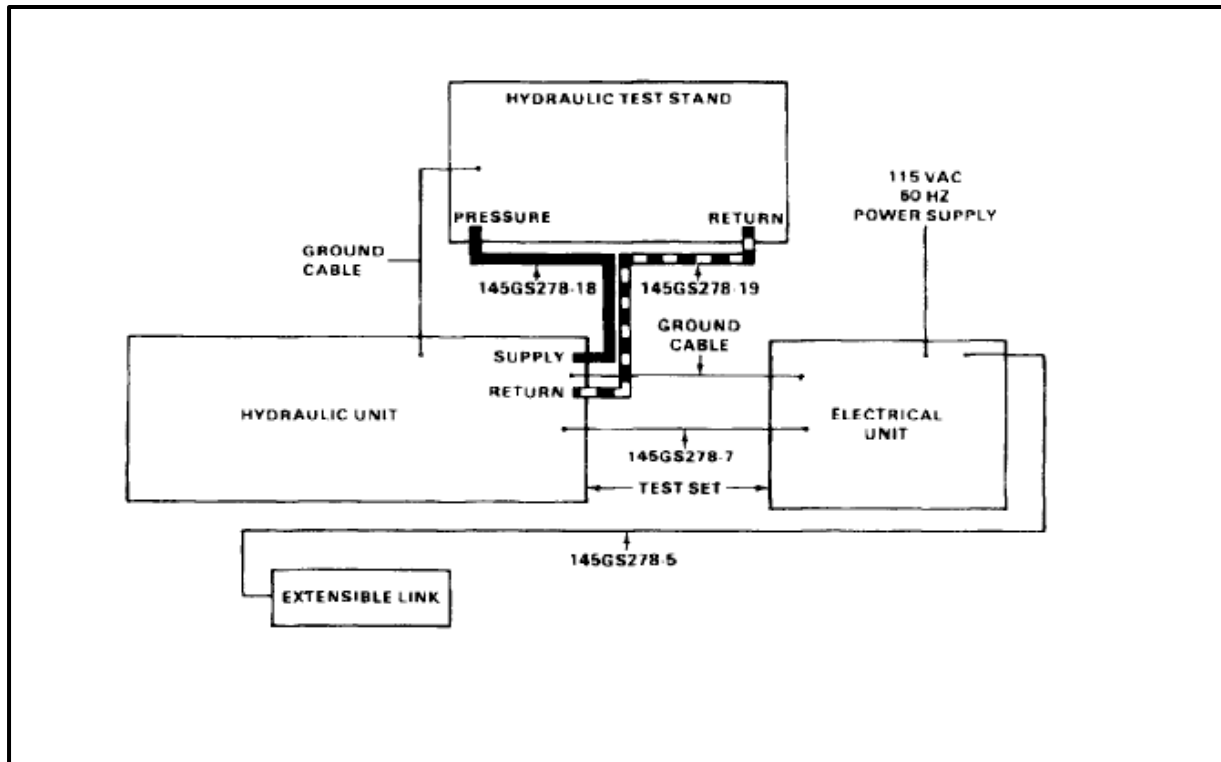 HYDRAULIC TEST STAND
115 VAC
60 HZ
POWER SUPPLY
PRESSURE
RETURN
GROUND
CABLE
145GS278-18
145GS278-19
GROUND
CABLE
SUPPLY
RETURN
HYDRAULIC UNIT
ELECTRICAL
UNIT
145GS278-7
TEST SET
145GS278-5
EXTENSIBLE LINK